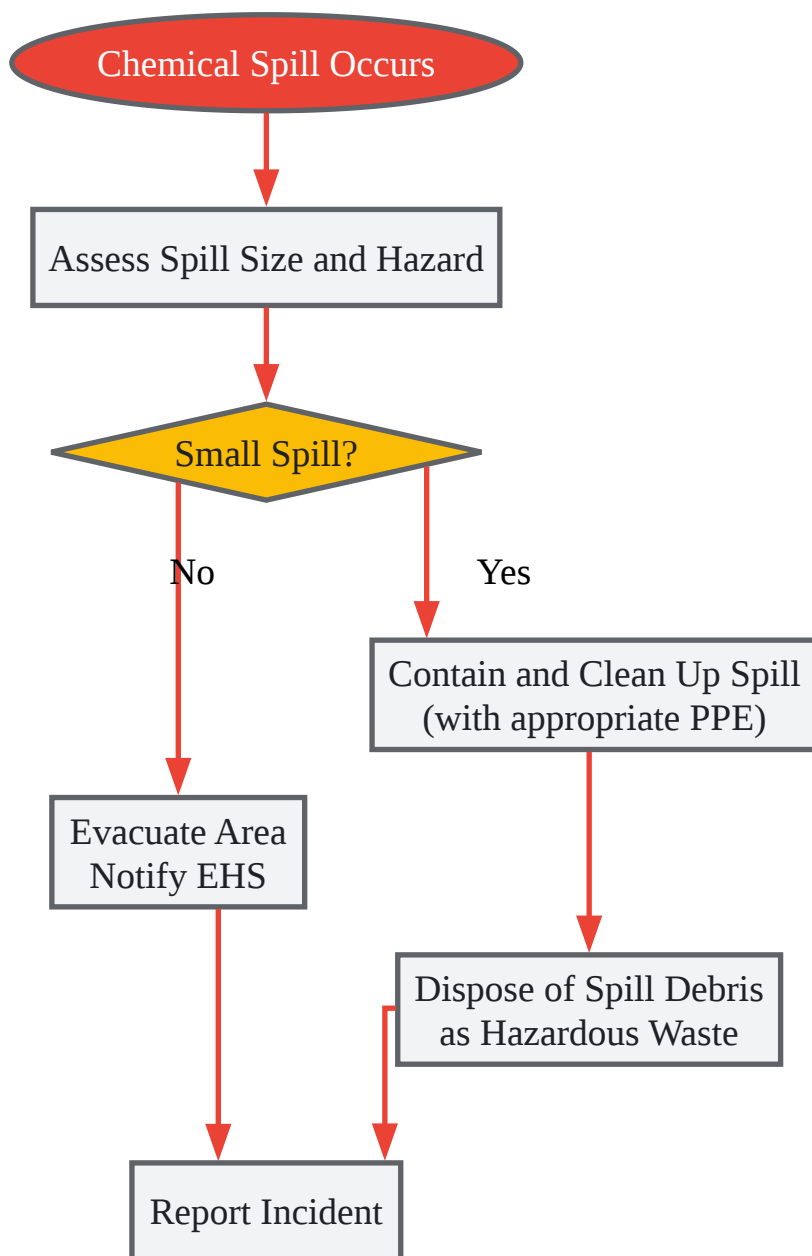 Chemical Spill Occurs
Assess Spill Size and Hazard
Small Spill?
No
Yes
Contain and Clean Up Spill
(with appropriate PPE)
Evacuate Area
Notify EHS
Dispose of Spill Debris
as Hazardous Waste
Report Incident